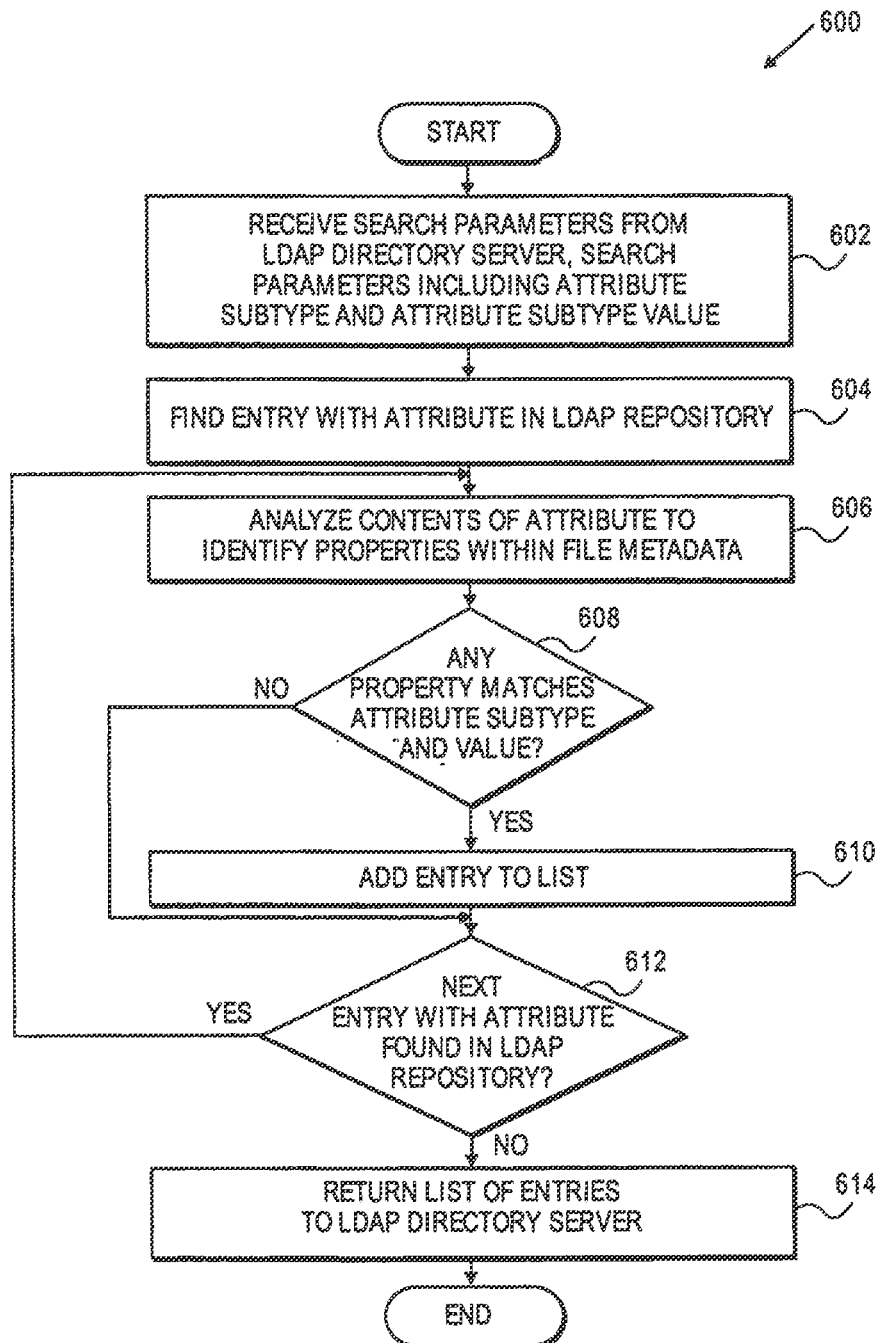 600
START
RECEIVE SEARCH PARAMETERS FROM
LDAP DIRECTORY SERVER, SEARCH
PARAMETERS INCLUDING ATTRIBUTE
SUBTYPE AND ATTRIBUTE SUBTYPE VALUE
602
FIND ENTRY WITH ATTRIBUTE IN LDAP REPOSITORY
604
ANALYZE CONTENTS OF ATTRIBUTE TO
IDENTIFY PROPERTIES WITHIN FILE METADATA
606
608
ANY
PROPERTY MATCHES
ATTRIBUTE SUBTYPE
AND VALUE?
NO
YES
ADD ENTRY TO LIST
610
612
NEXT
ENTRY WITH ATTRIBUTE
FOUND IN LDAP
REPOSITORY?
YES
NO
RETURN LIST OF ENTRIES
TO LDAP DIRECTORY SERVER
614
END